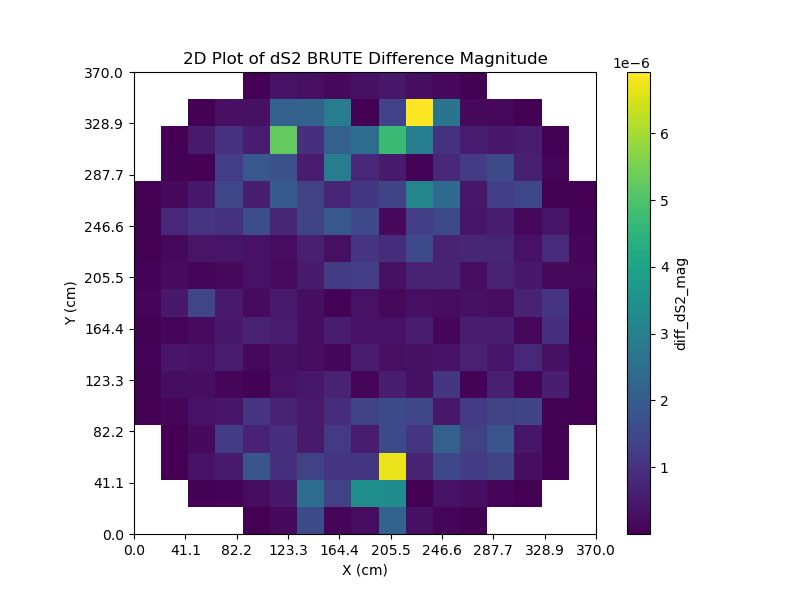 2D Plot of dS2 BRUTE Difference Magnitude
1e−6
370.0
328.9
287.7
246.6
205.5
164.4
123.3
82.2
41.1
0.0
Y (cm)
0.0 41.1 82.2 123.3 164.4 205.5 246.6 287.7 328.9 370.0
X (cm)
6
5
4
3
2
1
diff_dS2_mag